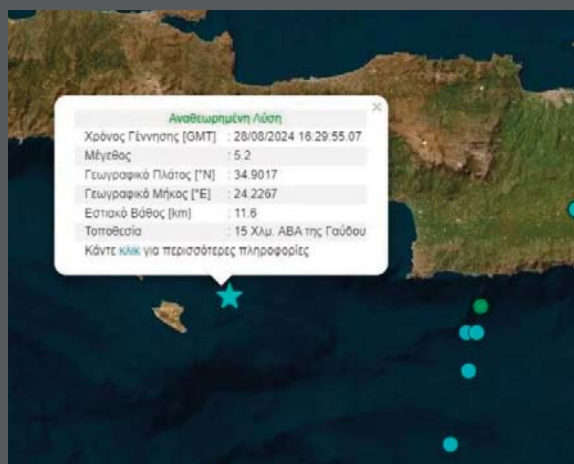 Αναθεωρημένη Λύση
×
Χρόνος Γέννησης [GMT] : 28/08/2024 16:29:55.07
Μέγεθος : 5.2
Γεωγραφικό Πλάτος [°N] : 34.9017
Γεωγραφικό Μήκος [°E] : 24.2267
Εστιακό Βάθος [km] : 11.6
Τοποθεσία : 15 Χλμ. ΑΒΑ της Γαύδου
Κάντε κλικ για περισσότερες πληροφορίες